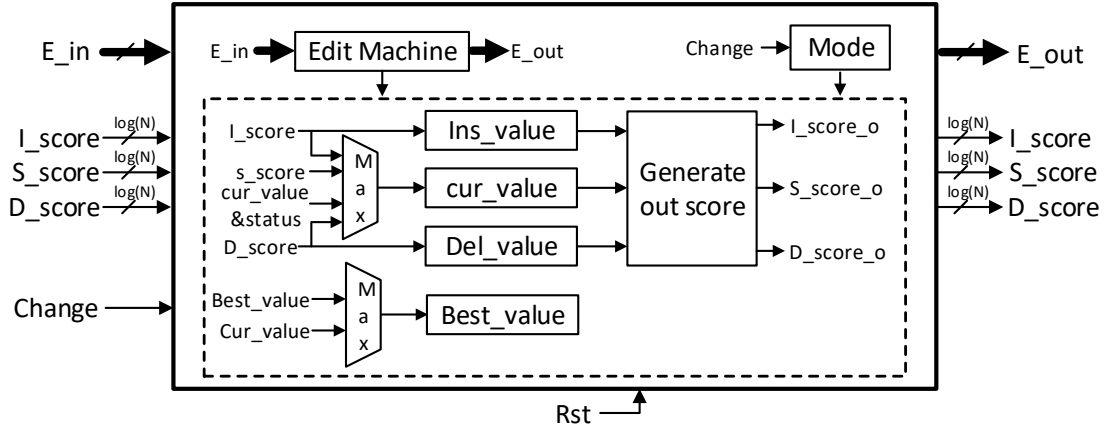 E_in
E_in
Edit Machine
E_out
Change
Mode
E_out
log(N)
I_score
log(N)
S_score
log(N)
D_score
I_score
s_score
cur_value
&status
D_score
M
a
x
Ins_value
cur_value
Del_value
Generate
out score
I_score_o
S_score_o
D_score_o
log(N)
I_score
log(N)
S_score
log(N)
D_score
Change
Best_value
Cur_value
M
a
x
Best_value
Rst